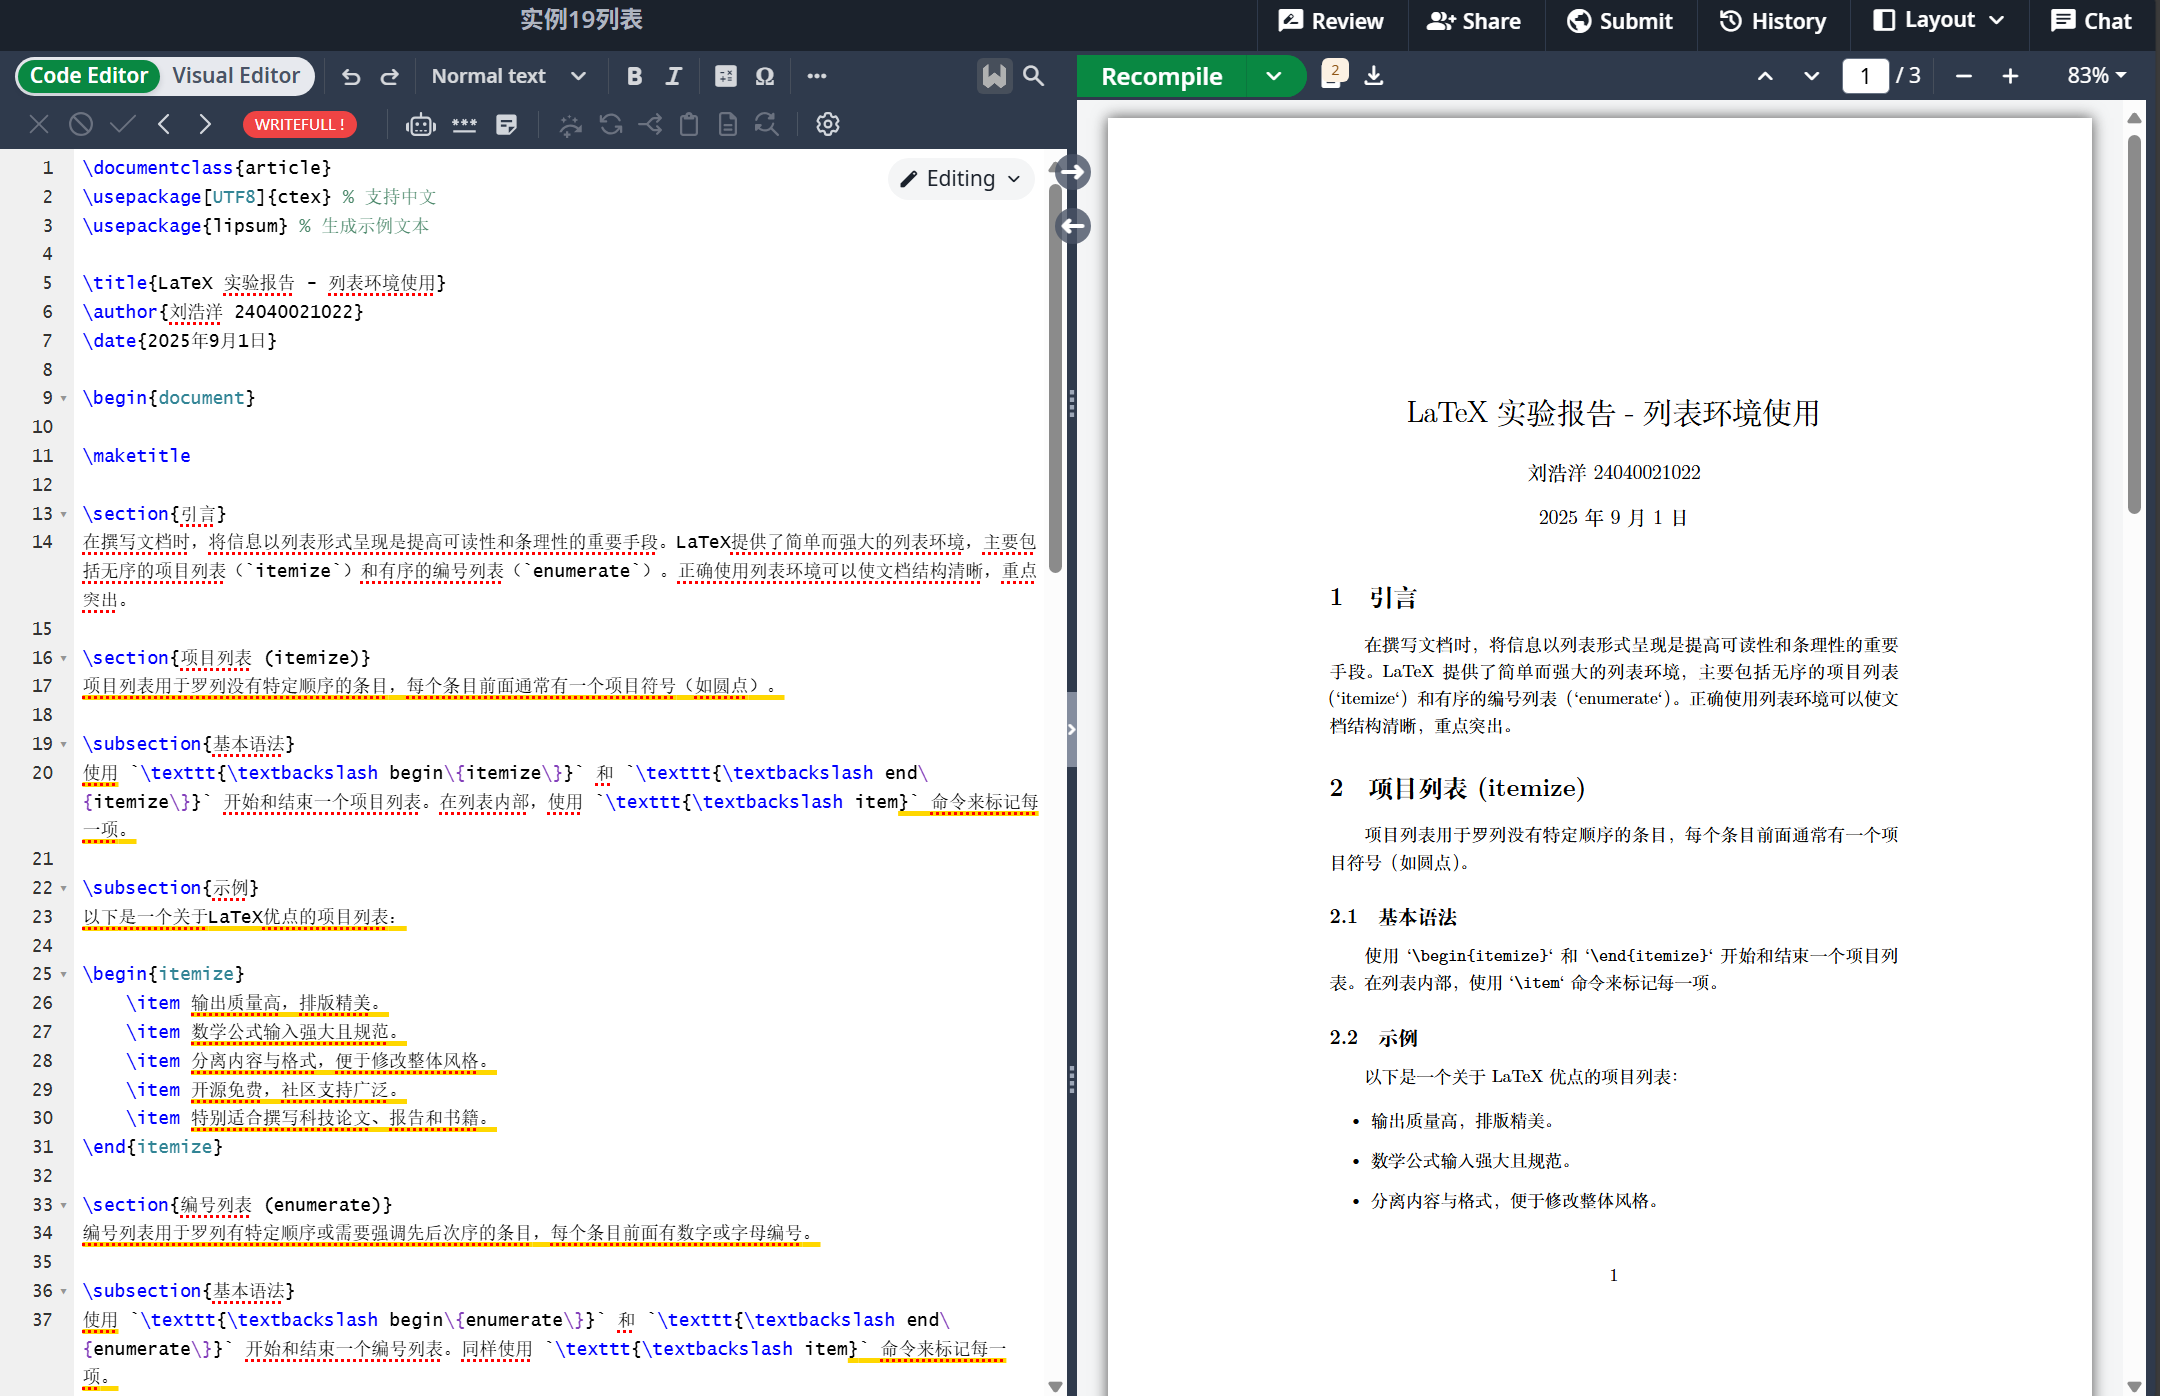 实例19列表
Review
Share
Submit
History
Layout
Chat
Code Editor
Visual Editor
Normal text
B
I
Ω
Recompile
2
1 / 3
83%
WRITEFULL !
Editing
1 \documentclass{article}
2 \usepackage[UTF8]{ctex} % 支持中文
3 \usepackage{lipsum} % 生成示例文本
4
5 \title{LaTeX 实验报告 - 列表环境使用}
6 \author{刘浩洋 24040021022}
7 \date{2025年9月1日}
8
9 \begin{document}
10
11 \maketitle
12
13 \section{引言}
14 在撰写文档时，将信息以列表形式呈现是提高可读性和条理性的重要手段。LaTeX提供了简单而强大的列表环境，主要包
括无序的项目列表（`itemize`）和有序的编号列表（`enumerate`）。正确使用列表环境可以使文档结构清晰，重点
突出。
15
16 \section{项目列表 (itemize)}
17 项目列表用于罗列没有特定顺序的条目，每个条目前面通常有一个项目符号（如圆点）。
18
19 \subsection{基本语法}
20 使用 `\texttt{\textbackslash begin\{itemize\}}` 和 `\texttt{\textbackslash end\
{itemize\}}` 开始和结束一个项目列表。在列表内部，使用 `\texttt{\textbackslash item}` 命令来标记每
一项。
21
22 \subsection{示例}
23 以下是一个关于LaTeX优点的项目列表：
24
25 \begin{itemize}
26 \item 输出质量高，排版精美。
27 \item 数学公式输入强大且规范。
28 \item 分离内容与格式，便于修改整体风格。
29 \item 开源免费，社区支持广泛。
30 \item 特别适合撰写科技论文、报告和书籍。
31 \end{itemize}
32
33 \section{编号列表 (enumerate)}
34 编号列表用于罗列有特定顺序或需要强调先后次序的条目，每个条目前面有数字或字母编号。
35
36 \subsection{基本语法}
37 使用 `\texttt{\textbackslash begin\{enumerate\}}` 和 `\texttt{\textbackslash end\
{enumerate\}}` 开始和结束一个编号列表。同样使用 `\texttt{\textbackslash item}` 命令来标记每一
项。
LaTeX 实验报告 - 列表环境使用
刘浩洋 24040021022
2025 年 9 月 1 日
1 引言
在撰写文档时，将信息以列表形式呈现是提高可读性和条理性的重要
手段。LaTeX 提供了简单而强大的列表环境，主要包括无序的项目列表
（‘itemize‘）和有序的编号列表（‘enumerate‘）。正确使用列表环境可以使文
档结构清晰，重点突出。
2 项目列表 (itemize)
项目列表用于罗列没有特定顺序的条目，每个条目前面通常有一个项
目符号（如圆点）。
2.1 基本语法
使用 ‘\begin{itemize}‘ 和 ‘\end{itemize}‘ 开始和结束一个项目列
表。在列表内部，使用 ‘\item‘ 命令来标记每一项。
2.2 示例
以下是一个关于 LaTeX 优点的项目列表：
• 输出质量高，排版精美。
• 数学公式输入强大且规范。
• 分离内容与格式，便于修改整体风格。
1